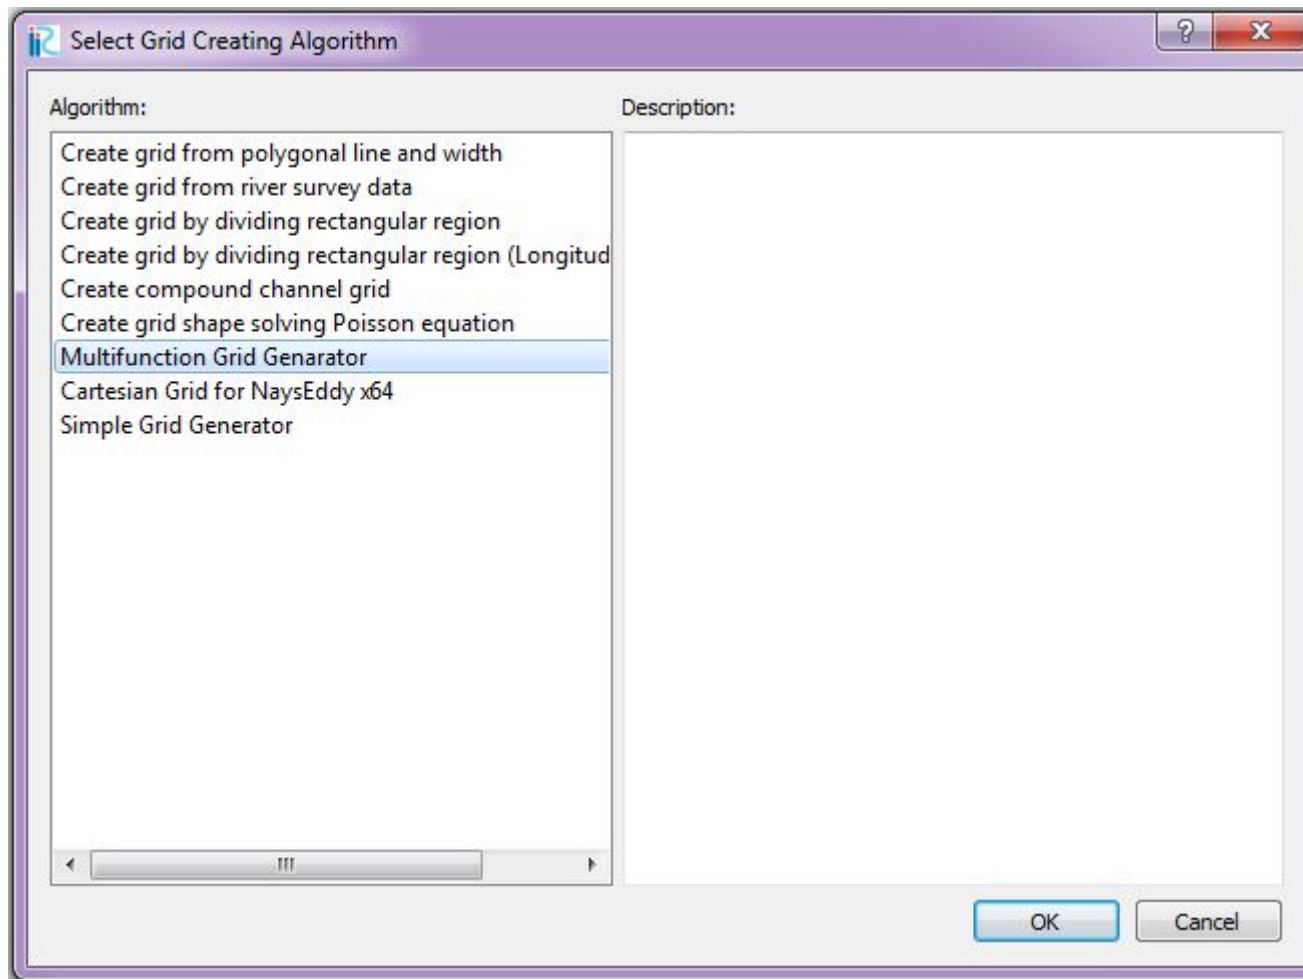 Select Grid Creating Algorithm
Algorithm:
Description:
Create grid from polygonal line and width
Create grid from river survey data
Create grid by dividing rectangular region
Create grid by dividing rectangular region (Longitud
Create compound channel grid
Create grid shape solving Poisson equation
Multifunction Grid Genarator
Cartesian Grid for NaysEddy x64
Simple Grid Generator
OK
Cancel